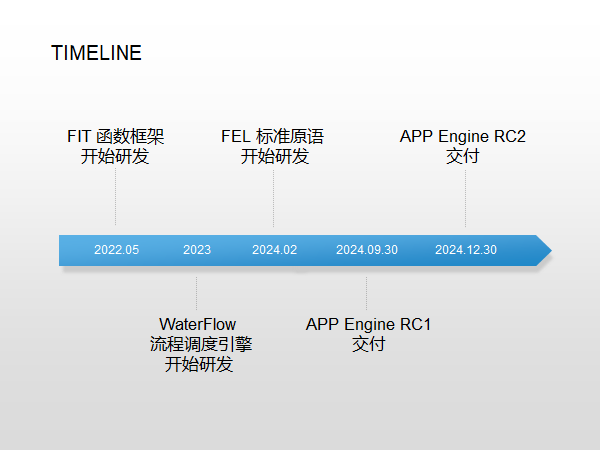 TIMELINE
FIT 函数框架
开始研发
FEL 标准原语
开始研发
APP Engine RC2
交付
2022.05
2023
2024.02
2024.09.30
2024.12.30
WaterFlow
流程调度引擎
开始研发
APP Engine RC1
交付